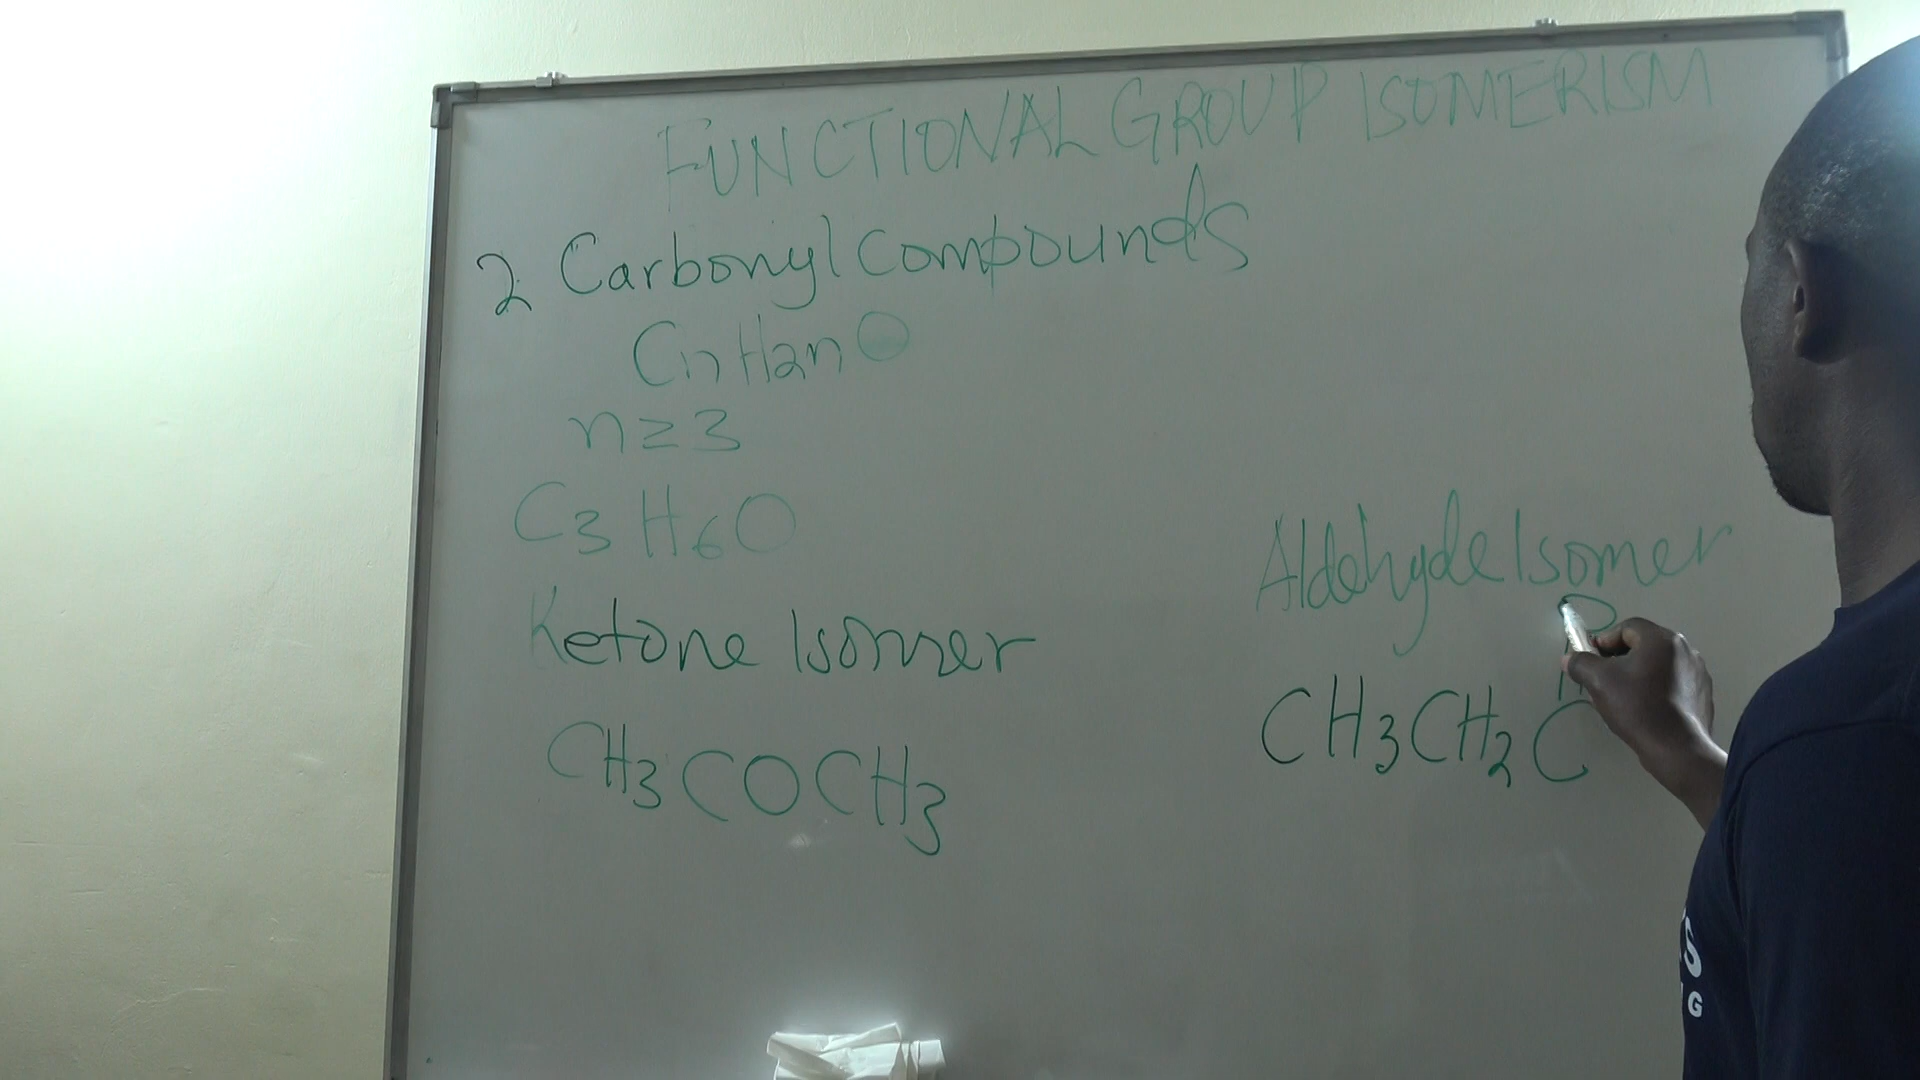 FUNCTIONAL GROUP ISOMERISM
2 Carbonyl compounds
CnH2nO
n≥3
C3H6O
Aldehyde Isomer
Ketone Isomer
CH3CH2C
CH3COCH3